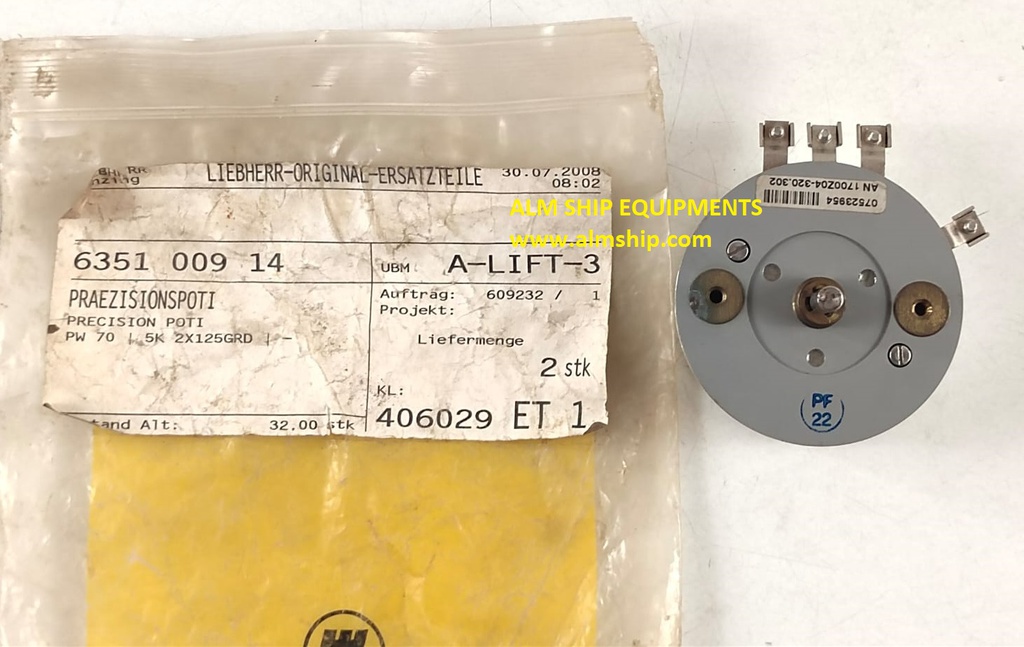 LIEBHERR-ORIGINAL-ERSATZTEILE 30.07.2008
08:02
ALM SHIP EQUIPMENTS
www.almship.com
6351 009 14
UBM: A-LIFT-3
PRAEZISIONSPOTI
PRECISION POTI
PW 70 | 5K 2X125GRD | -
Auftrag: 609232 / 1
Projekt:
Liefermenge
2 stk
KL:
406029 ET 1
and Alt: 32.00 stk
07523954
AN 1700Z04-320.302
PF
22